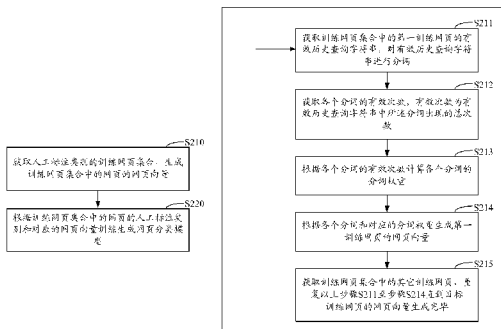 S210
获取人工标注类别的训练网页集合，生成
训练网页集合中的网页的网页向量
S220
根据训练网页集合中的网页的人工标注类
别和对应的网页向量训练生成网页分类模
型
S211
获取训练网页集合中的第一训练网页的有
效历史查询字符串，对有效历史查询字符
串进行分词
S212
获取各个分词的有效次数，有效次数为有
效历史查询字符串中所述分词出现的总次
数
S213
根据各个分词的有效次数计算各个分词的
分词权重
S214
根据各个分词和对应的分词权重生成第一
训练网页的网页向量
S215
获取训练网页集合中的其它训练网页，重
复以上步骤S211至步骤S214直到目标
训练网页的网页向量生成完毕